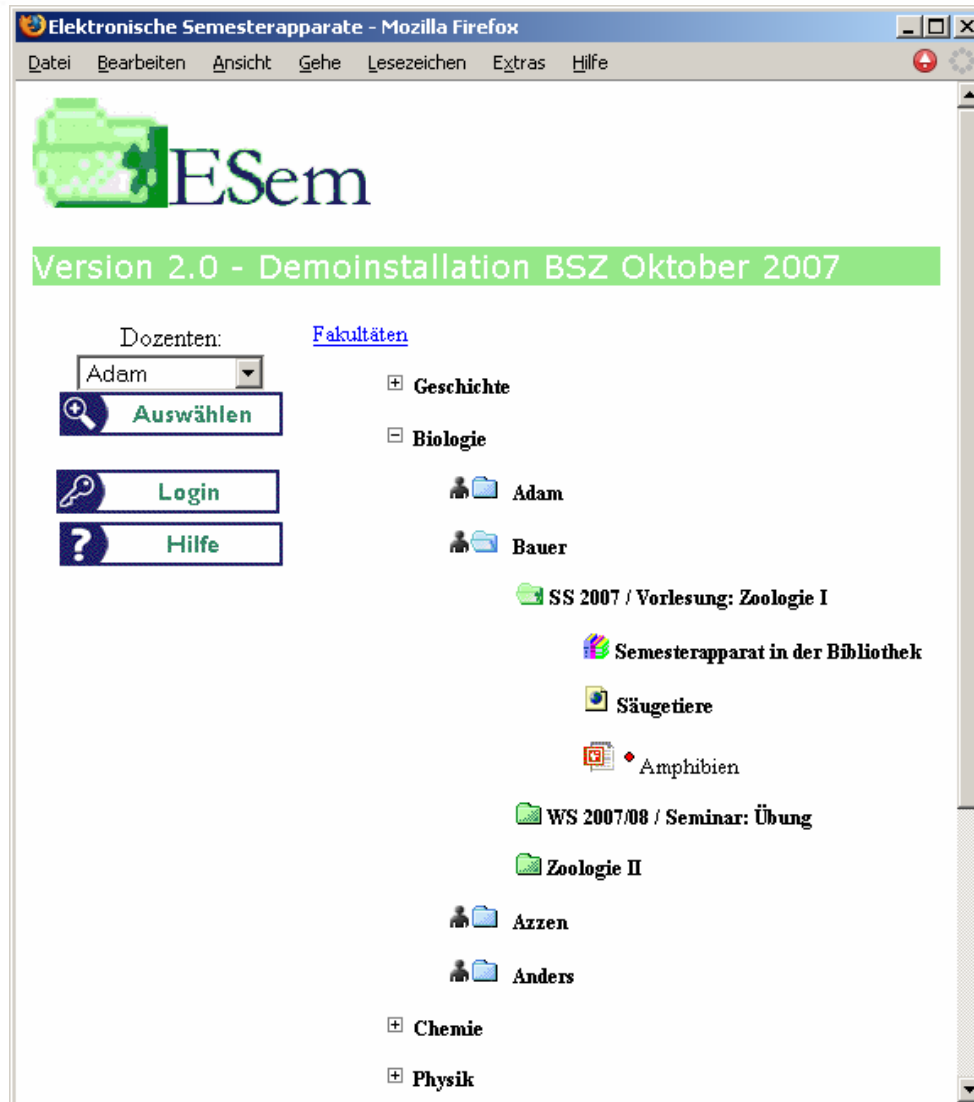 Elektronische Semesterapparate - Mozilla Firefox
Datei Bearbeiten Ansicht Gehe Lesezeichen Extras Hilfe
ESem
Version 2.0 - Demoinstallation BSZ Oktober 2007
Dozenten:
Adam
Auswählen
Login
? Hilfe
Fakultäten
Geschichte
Biologie
Adam
Bauer
SS 2007 / Vorlesung: Zoologie I
Semesterapparat in der Bibliothek
Säugetiere
Amphibien
WS 2007/08 / Seminar: Übung
Zoologie II
Azzen
Anders
Chemie
Physik